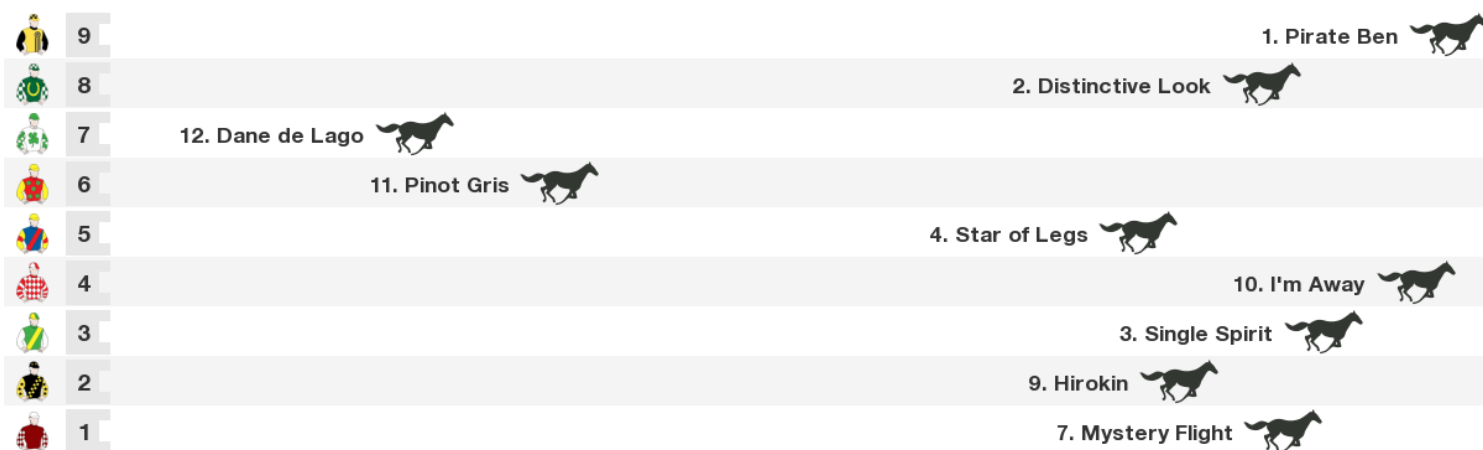 9 1. Pirate Ben
8 2. Distinctive Look
7 12. Dane de Lago
6 11. Pinot Gris
5 4. Star of Legs
4 10. I'm Away
3 3. Single Spirit
2 9. Hirokin
1 7. Mystery Flight